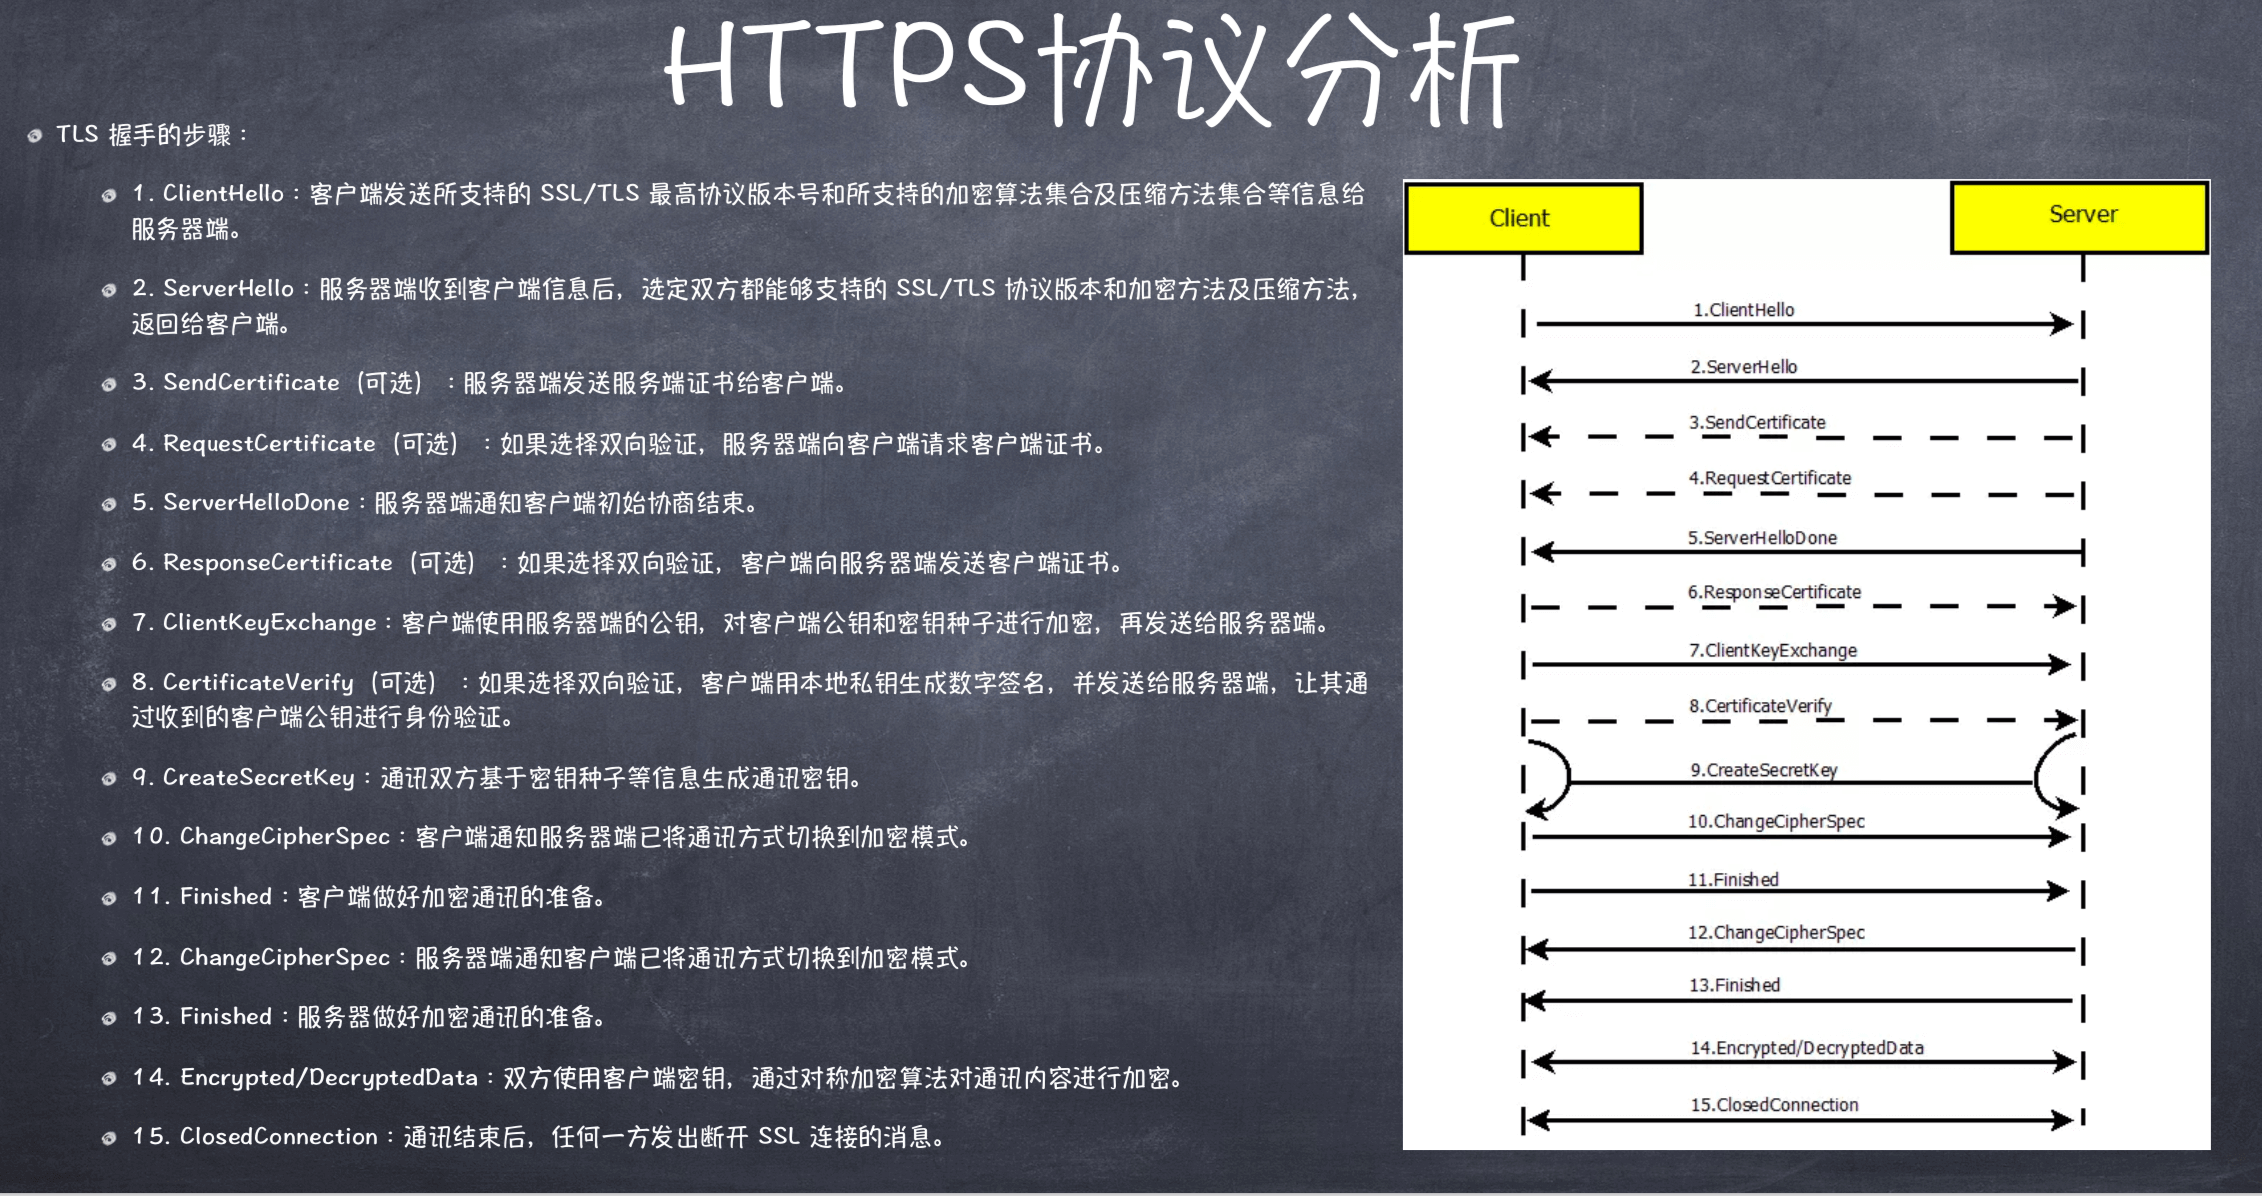 HTTPS协议分析
TLS 握手的步骤：
1. ClientHello：客户端发送所支持的 SSL/TLS 最高协议版本号和所支持的加密算法集合及压缩方法集合等信息给
服务器端。
2. ServerHello：服务器端收到客户端信息后，选定双方都能够支持的 SSL/TLS 协议版本和加密方法及压缩方法，
返回给客户端。
3. SendCertificate（可选）：服务器端发送服务端证书给客户端。
4. RequestCertificate（可选）：如果选择双向验证，服务器端向客户端请求客户端证书。
5. ServerHelloDone：服务器端通知客户端初始协商结束。
6. ResponseCertificate（可选）：如果选择双向验证，客户端向服务器端发送客户端证书。
7. ClientKeyExchange：客户端使用服务器端的公钥，对客户端公钥和密钥种子进行加密，再发送给服务器端。
8. CertificateVerify（可选）：如果选择双向验证，客户端用本地私钥生成数字签名，并发送给服务器端，让其通
过收到的客户端公钥进行身份验证。
9. CreateSecretKey：通讯双方基于密钥种子等信息生成通讯密钥。
10. ChangeCipherSpec：客户端通知服务器端已将通讯方式切换到加密模式。
11. Finished：客户端做好加密通讯的准备。
12. ChangeCipherSpec：服务器端通知客户端已将通讯方式切换到加密模式。
13. Finished：服务器做好加密通讯的准备。
14. Encrypted/DecryptedData：双方使用客户端密钥，通过对称加密算法对通讯内容进行加密。
15. ClosedConnection：通讯结束后，任何一方发出断开 SSL 连接的消息。
Client
Server
1.ClientHello
2.ServerHello
3.SendCertificate
4.RequestCertificate
5.ServerHelloDone
6.ResponseCertificate
7.ClientKeyExchange
8.CertificateVerify
9.CreateSecretKey
10.ChangeCipherSpec
11.Finished
12.ChangeCipherSpec
13.Finished
14.Encrypted/DecryptedData
15.ClosedConnection